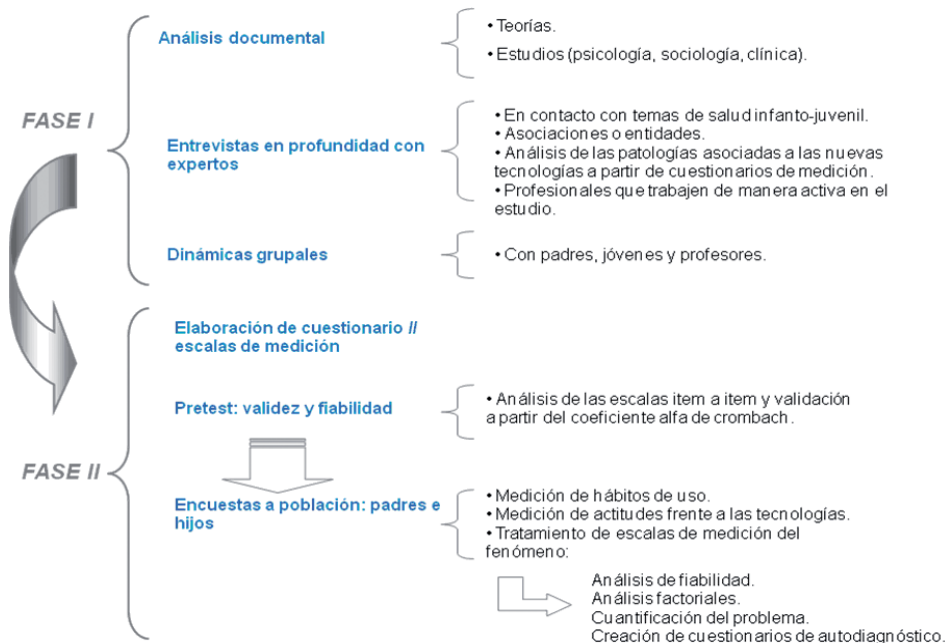 FASE I
Análisis documental
• Teorías.
• Estudios (psicología, sociología, clínica).
Entrevistas en profundidad con
expertos
• En contacto con temas de salud infanto-juvenil.
• Asociaciones o entidades.
• Análisis de las patologías asociadas a las nuevas
tecnologías a partir de cuestionarios de medición.
• Profesionales que trabajen de manera activa en el
estudio.
Dinámicas grupales
• Con padres, jóvenes y profesores.
FASE II
Elaboración de cuestionario //
escalas de medición
Pretest: validez y fiabilidad
• Análisis de las escalas item a item y validación
a partir del coeficiente alfa de crombach.
Encuestas a población: padres e
hijos
• Medición de hábitos de uso.
• Medición de actitudes frente a las tecnologías.
• Tratamiento de escalas de medición del
fenómeno:
Análisis de fiabilidad.
Análisis factoriales.
Cuantificación del problema.
Creación de cuestionarios de autodiagnóstico.